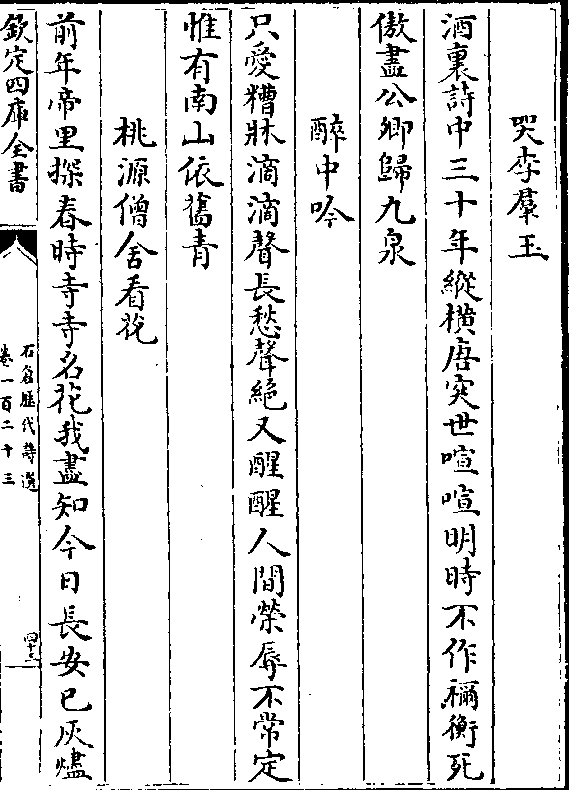 哭李羣玉
酒裏詩中三十年縱橫唐突世喧喧明時不作禰衡死
傲盡公卿歸九泉
醉中吟
只愛糟牀滴滴聲長愁聲絶又醒醒人間榮辱不常定
惟有南山依舊青
桃源僧舍看花
前年帝里探春時寺寺名花我盡知今日長安已灰燼
欽定四庫全書
石倉歴代詩選
卷一百二十三
四十三